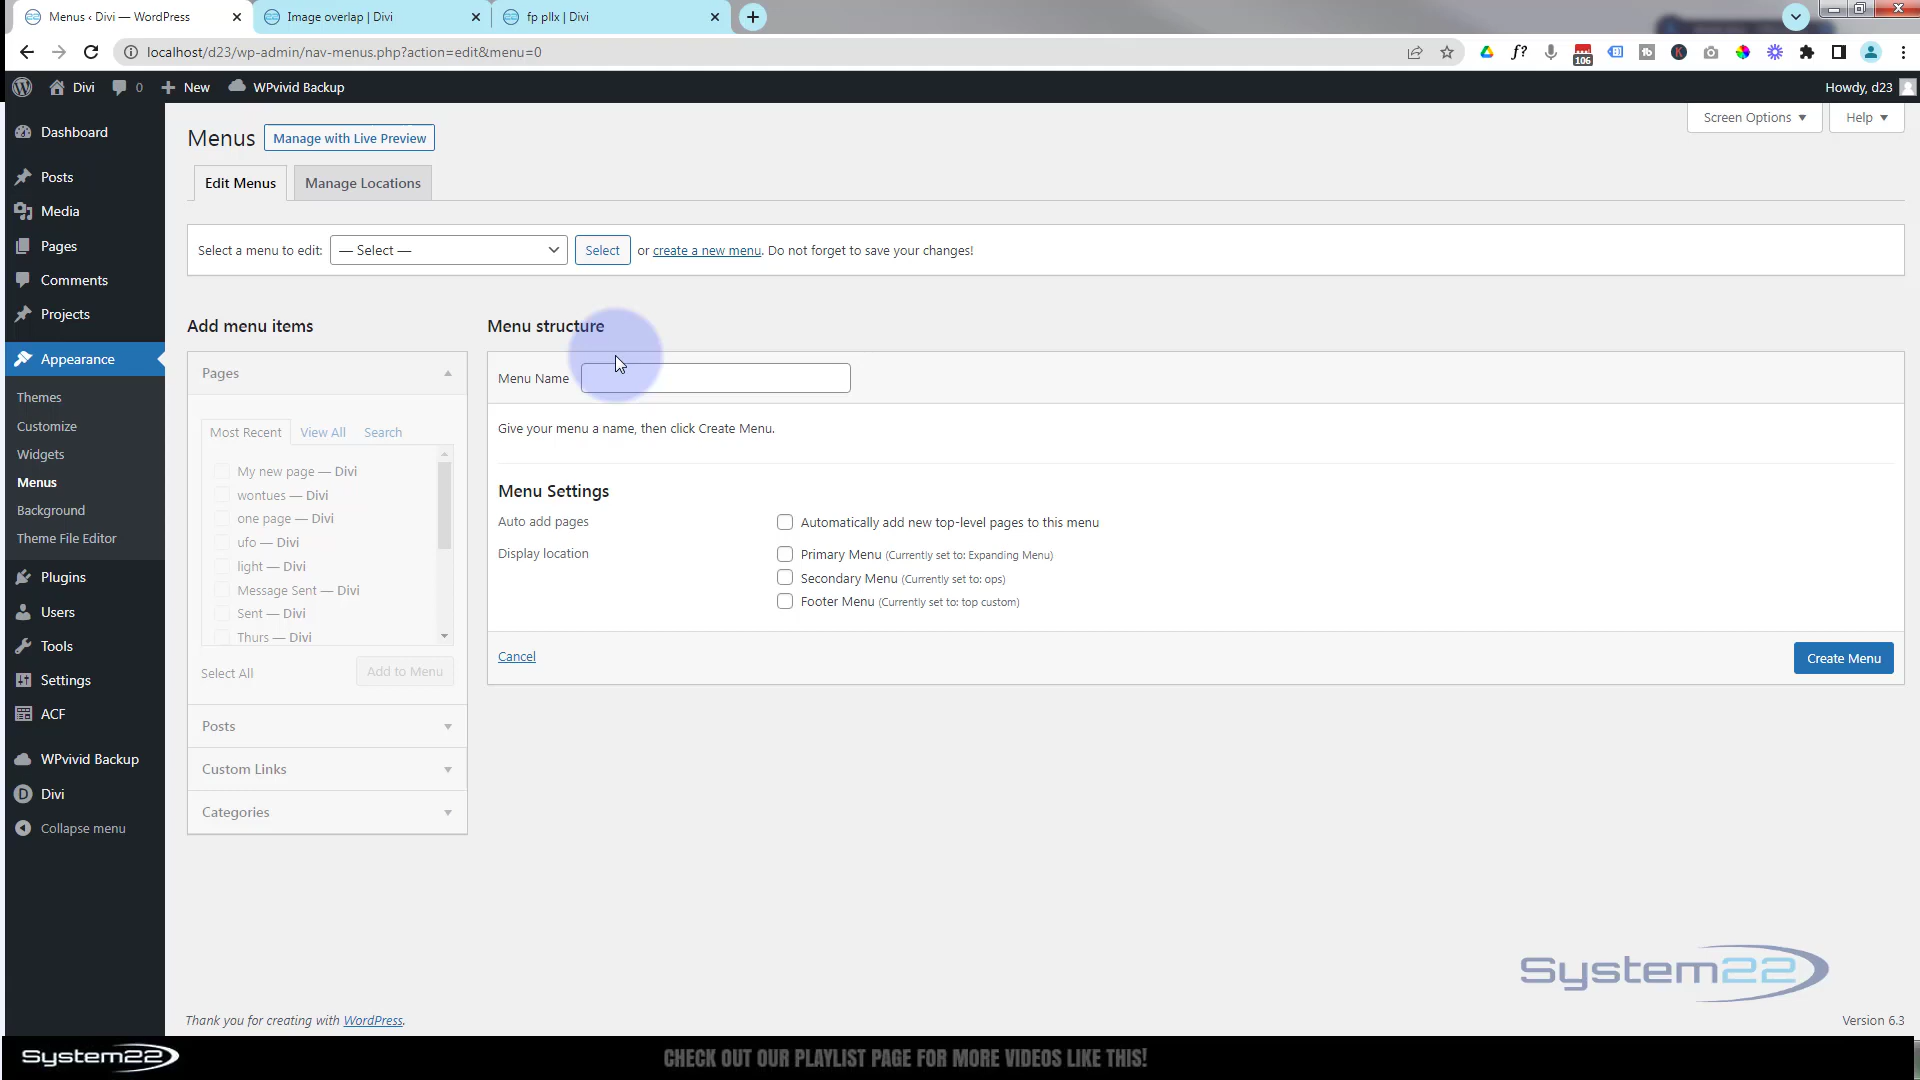 Menus ‹ Divi — WordPress
Image overlap | Divi
fp pllx | Divi
localhost/d23/wp-admin/nav-menus.php?action=edit&menu=0
f?
106
tb
K
Divi
0
New
WPvivid Backup
Howdy, d23
Dashboard
Posts
Media
Pages
Comments
Projects
Appearance
Themes
Customize
Widgets
Menus
Background
Theme File Editor
Plugins
Users
Tools
Settings
ACF
WPvivid Backup
D Divi
Collapse menu
Menus
Manage with Live Preview
Screen Options
Help
Edit Menus
Manage Locations
Select a menu to edit:
— Select —
Select
or create a new menu. Do not forget to save your changes!
Add menu items
Pages
Most Recent
View All
Search
My new page — Divi
wontues — Divi
one page — Divi
ufo — Divi
light — Divi
Message Sent — Divi
Sent — Divi
Thurs — Divi
Select All
Add to Menu
Posts
Custom Links
Categories
Menu structure
Menu Name
Give your menu a name, then click Create Menu.
Menu Settings
Auto add pages
Automatically add new top-level pages to this menu
Display location
Primary Menu (Currently set to: Expanding Menu)
Secondary Menu (Currently set to: ops)
Footer Menu (Currently set to: top custom)
Cancel
Create Menu
System22
Thank you for creating with WordPress.
Version 6.3
System22
CHECK OUT OUR PLAYLIST PAGE FOR MORE VIDEOS LIKE THIS!